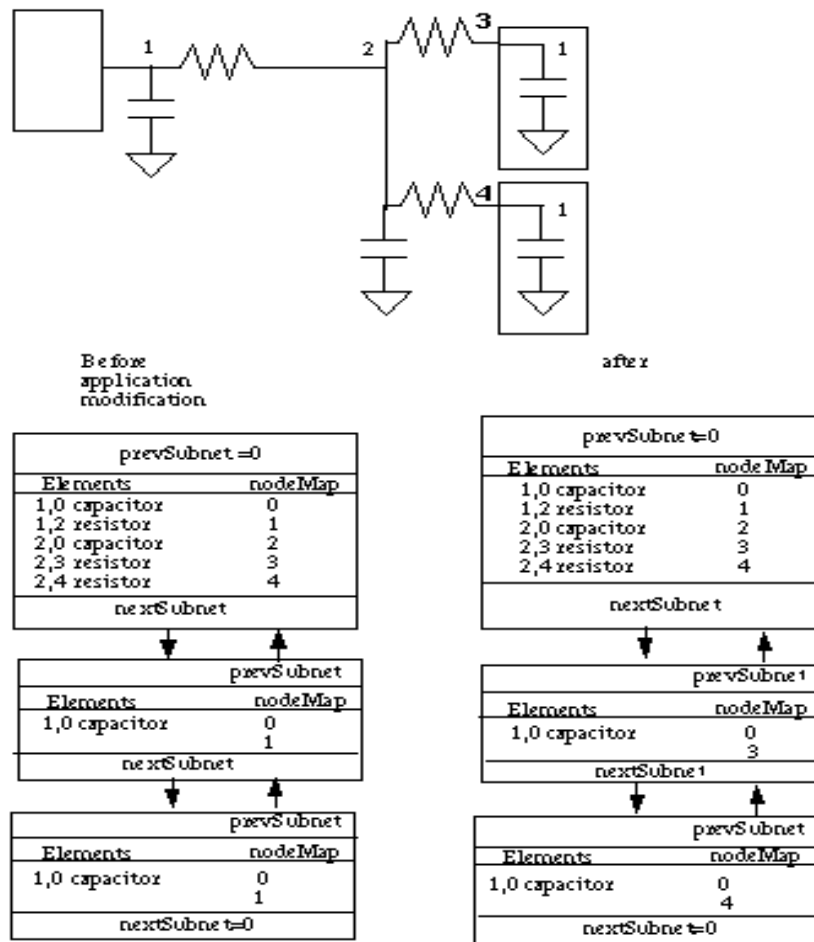 3
1
2
1
4
1
Before
application
modification
after
prevSubnet =0
Elements nodeMap
1,0 capacitor 0
1,2 resistor 1
2,0 capacitor 2
2,3 resistor 3
2,4 resistor 4
nextSubnet
prevSubnet
Elements nodeMap
1,0 capacitor 0
1
nextSubnet
prevSubnet
Elements nodeMap
1,0 capacitor 0
1
nextSubnet=0
prevSubnet=0
Elements nodeMap
1,0 capacitor 0
1,2 resistor 1
2,0 capacitor 2
2,3 resistor 3
2,4 resistor 4
nextSubnet
prevSubnet
Elements nodeMap
1,0 capacitor 0
3
nextSubnet
prevSubnet
Elements nodeMap
1,0 capacitor 0
4
nextSubnet=0